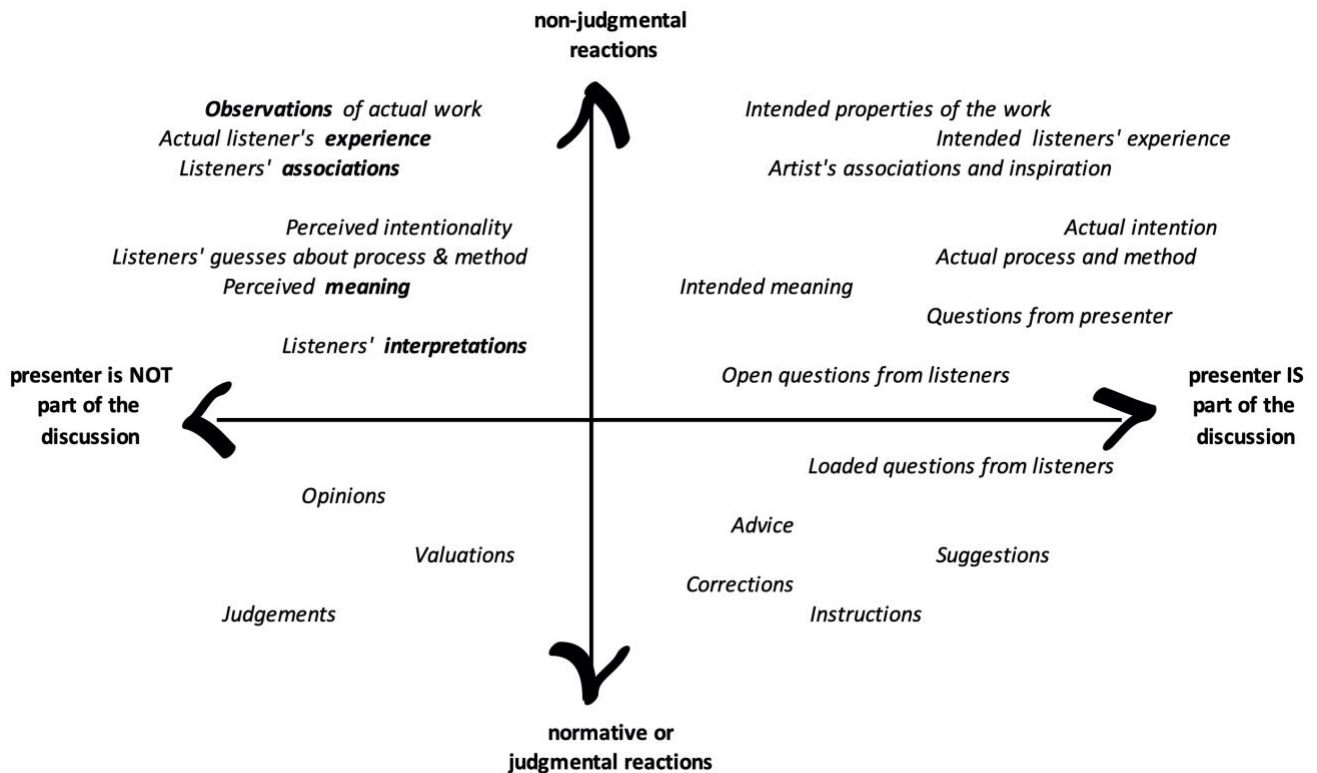 non-judgmental
reactions
Observations of actual work
Intended properties of the work
Actual listener's experience
Intended listeners' experience
Listeners' associations
Artist's associations and inspiration
Perceived intentionality
Actual intention
Listeners' guesses about process & method
Actual process and method
Perceived meaning
Intended meaning
Questions from presenter
Listeners' interpretations
Open questions from listeners
presenter is NOT
part of the
discussion
presenter IS
part of the
discussion
Loaded questions from listeners
Opinions
Advice
Valuations
Suggestions
Corrections
Judgements
Instructions
normative or
judgmental reactions